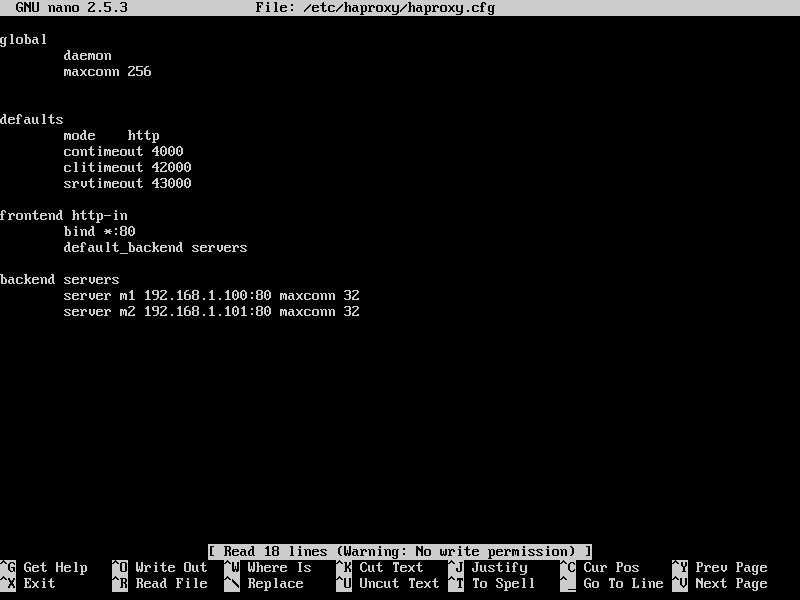 GNU nano 2.5.3 File: /etc/haproxy/haproxy.cfg
global
daemon
maxconn 256
defaults
mode http
contimeout 4000
clitimeout 42000
srvtimeout 43000
frontend http-in
bind *:80
default_backend servers
backend servers
server m1 192.168.1.100:80 maxconn 32
server m2 192.168.1.101:80 maxconn 32
[ Read 18 lines (Warning: No write permission) ]
^G Get Help ^O Write Out ^W Where Is ^K Cut Text ^J Justify ^C Cur Pos ^Y Prev Page
^X Exit ^R Read File ^\ Replace ^U Uncut Text ^T To Spell ^_ Go To Line ^V Next Page